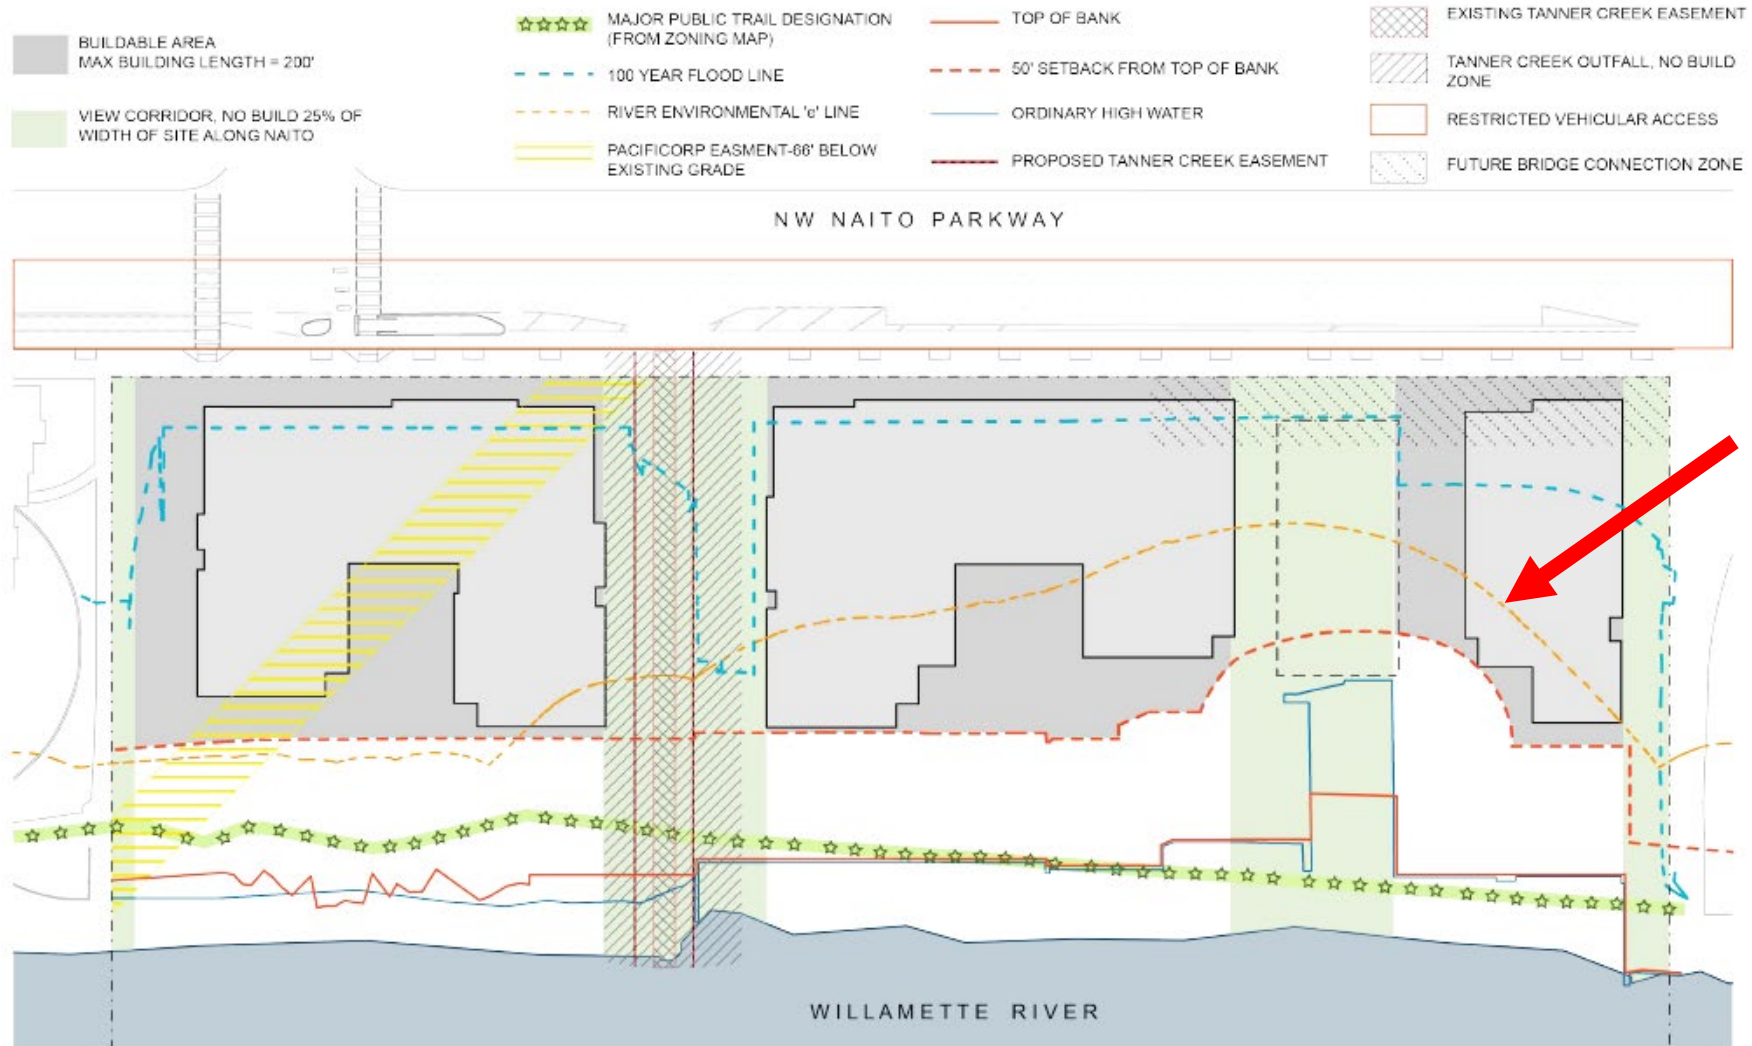 BUILDABLE AREA
MAX BUILDING LENGTH = 200'
VIEW CORRIDOR, NO BUILD 25% OF
WIDTH OF SITE ALONG NAITO
MAJOR PUBLIC TRAIL DESIGNATION
(FROM ZONING MAP)
100 YEAR FLOOD LINE
RIVER ENVIRONMENTAL 'e' LINE
PACIFICORP EASMENT-66' BELOW
EXISTING GRADE
TOP OF BANK
50' SETBACK FROM TOP OF BANK
ORDINARY HIGH WATER
PROPOSED TANNER CREEK EASEMENT
EXISTING TANNER CREEK EASEMENT
TANNER CREEK OUTFALL, NO BUILD
ZONE
RESTRICTED VEHICULAR ACCESS
FUTURE BRIDGE CONNECTION ZONE
NW NAITO PARKWAY
WILLAMETTE RIVER